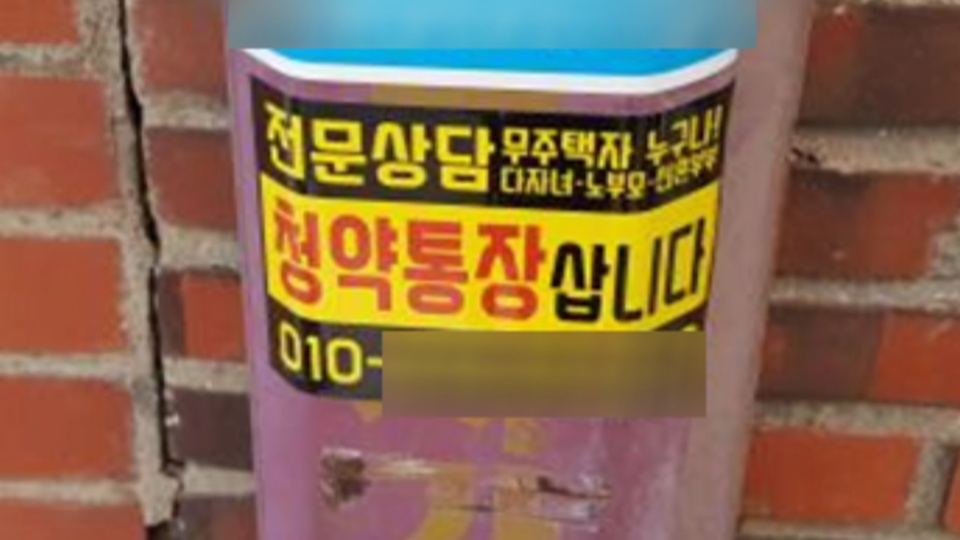 전문상담 무주택자 누구나!
다자녀·노부모·신혼부부
청약통장삽니다
010-